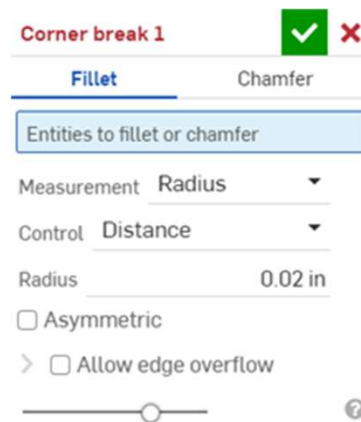 Corner break 1
Fillet Chamfer
Entities to fillet or chamfer
Measurement Radius
Control Distance
Radius 0.02 in
Asymmetric
Allow edge overflow
?